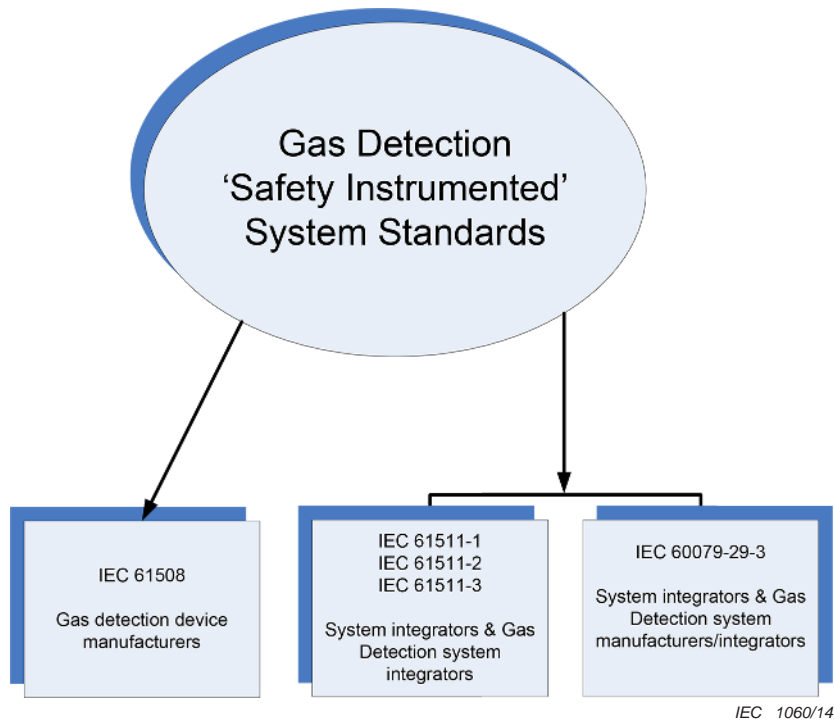 Gas Detection
‘Safety Instrumented’
System Standards
IEC 61508
Gas detection device
manufacturers
IEC 61511-1
IEC 61511-2
IEC 61511-3
System integrators & Gas
Detection system
integrators
IEC 60079-29-3
System integrators & Gas
Detection system
manufacturers/integrators
IEC 1060/14